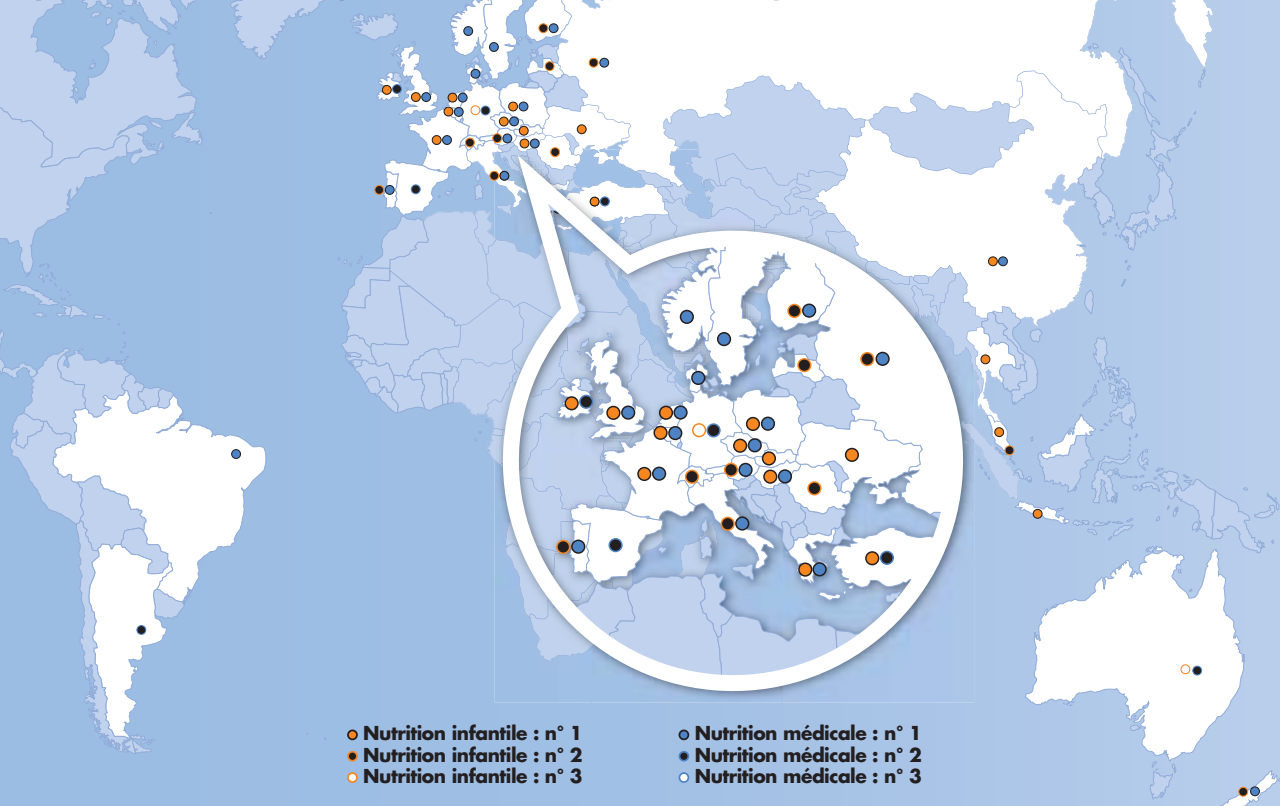 Nutrition infantile : n° 1
Nutrition infantile : n° 2
Nutrition infantile : n° 3
Nutrition médicale : n° 1
Nutrition médicale : n° 2
Nutrition médicale : n° 3